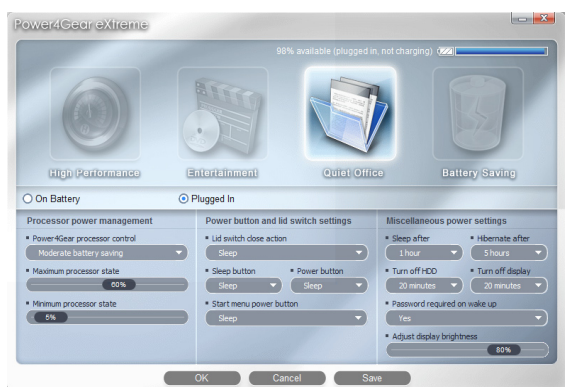 Power4Gear eXtreme
98% available (plugged in, not charging)
High Performance Entertainment Quiet Office Battery Saving
On Battery Plugged In
Processor power management
Power4Gear processor control
Moderate battery saving
Maximum processor state
60%
Minimum processor state
5%
Power button and lid switch settings
Lid switch close action
Sleep
Sleep button Power button
Sleep Sleep
Start menu power button
Sleep
Miscellaneous power settings
Sleep after Hibernate after
1 hour 5 hours
Turn off HDD Turn off display
20 minutes 20 minutes
Password required on wake up
Yes
Adjust display brightness
80%
OK Cancel Save